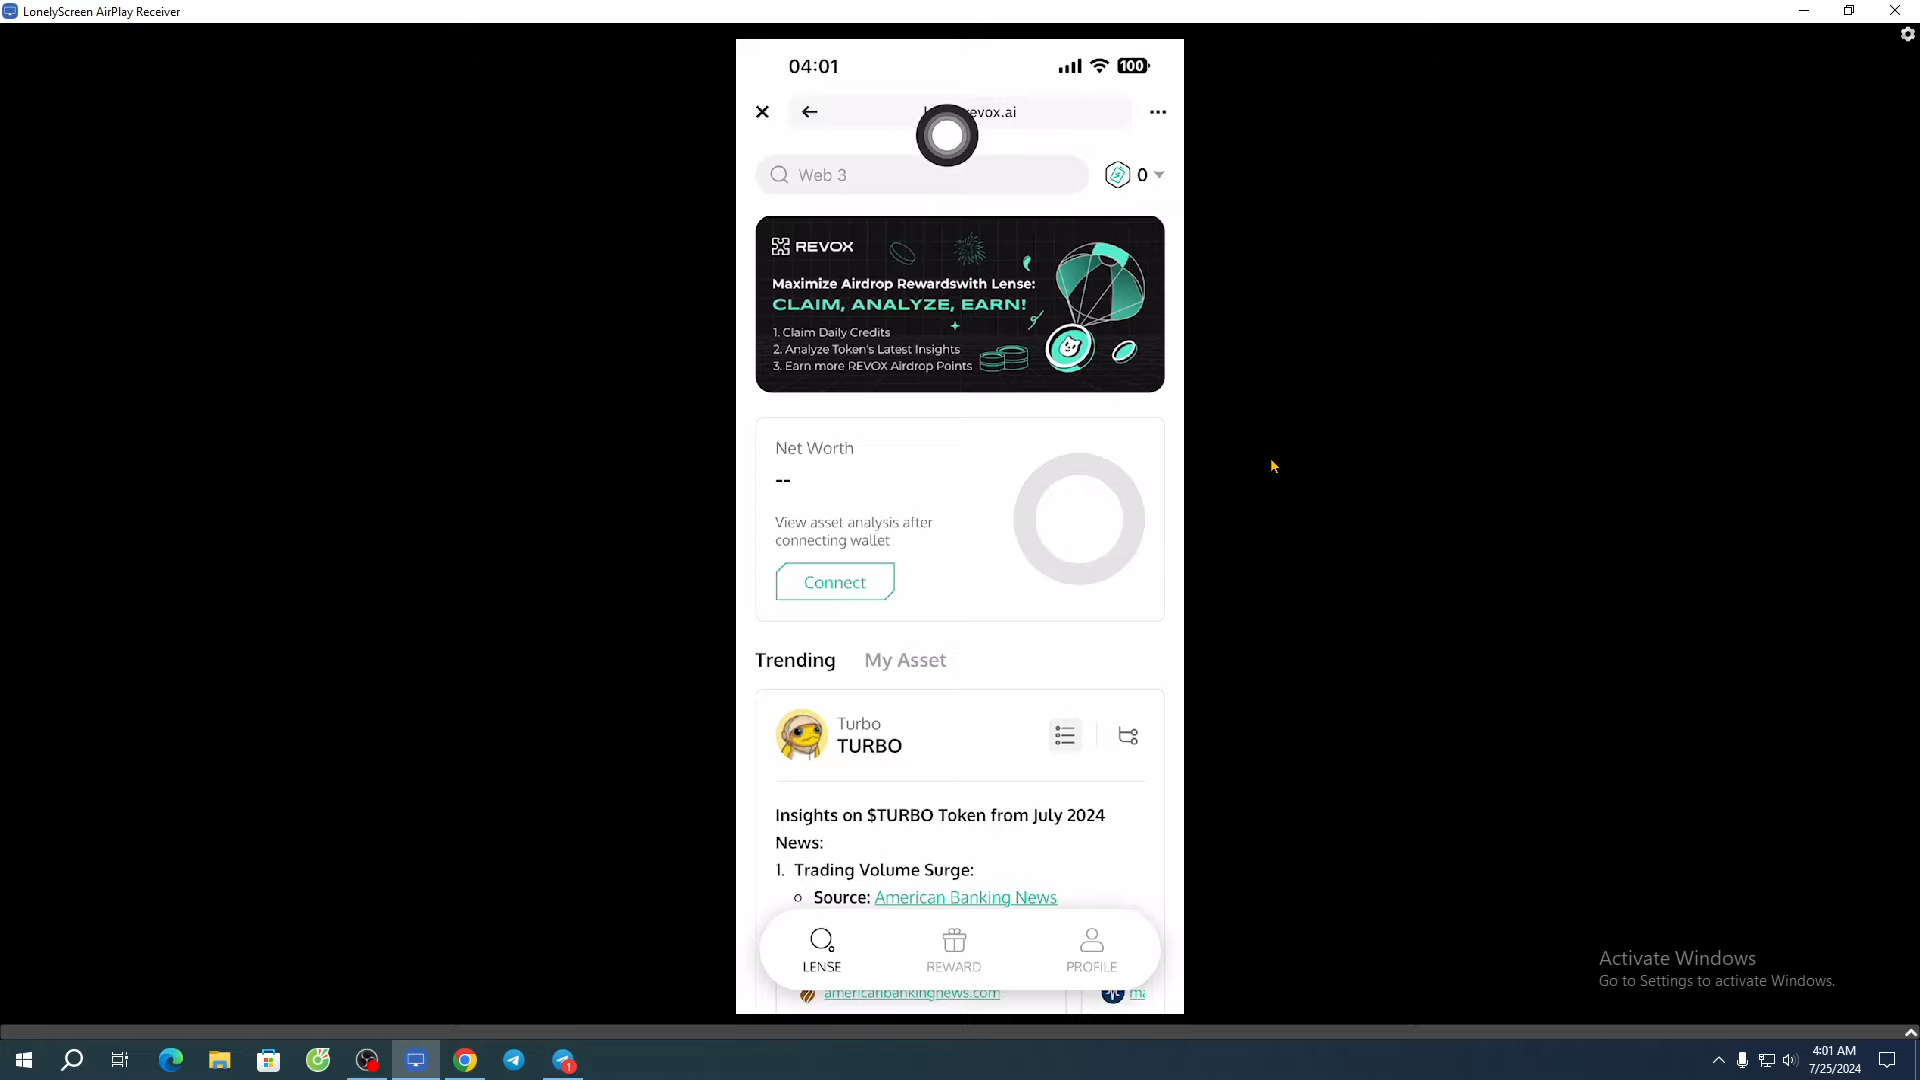 LonelyScreen AirPlay Receiver
04:01
100
revox.ai
Web 3
0
REVOX
Maximize Airdrop Rewardswith Lense:
CLAIM, ANALYZE, EARN!
1. Claim Daily Credits
2. Analyze Token's Latest Insights
3. Earn more REVOX Airdrop Points
Net Worth
--
View asset analysis after
connecting wallet
Connect
Trending My Asset
Turbo
TURBO
Insights on $TURBO Token from July 2024
News:
1. Trading Volume Surge:
Source: American Banking News
LENSE REWARD PROFILE
americanbankingnews.com
Activate Windows
Go to Settings to activate Windows.
1
4:01 AM
7/25/2024